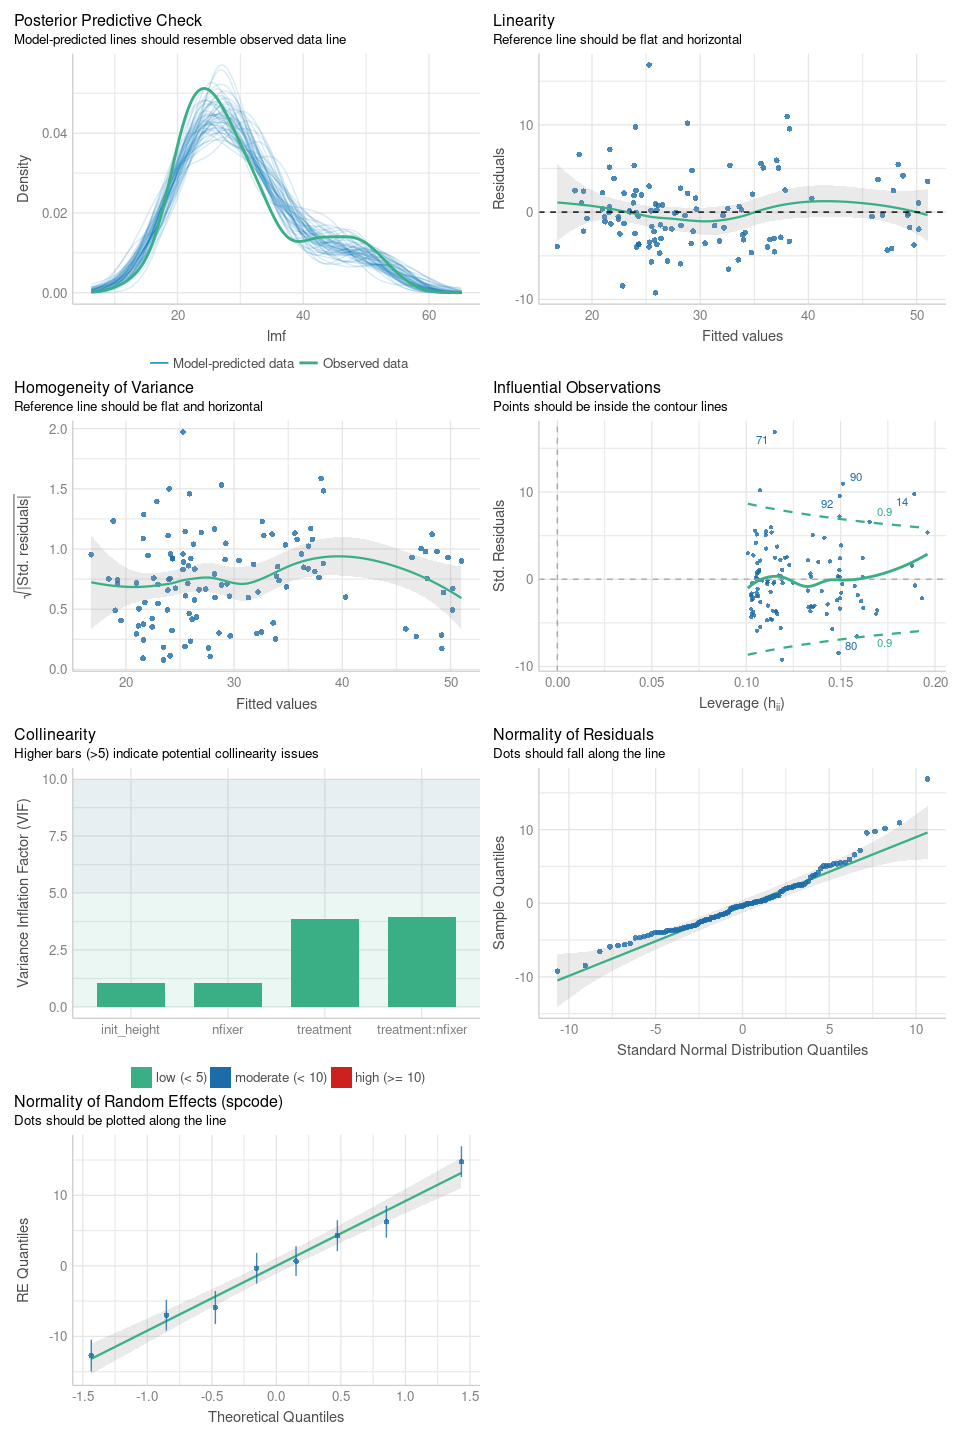 Posterior Predictive Check
Model-predicted lines should resemble observed data line
Density
0.04
0.02
0.00
20
40
60
lmf
Model-predicted data
Observed data
Linearity
Reference line should be flat and horizontal
Residuals
10
0
-10
20
30
40
50
Fitted values
Homogeneity of Variance
Reference line should be flat and horizontal
√|Std. residuals|
2.0
1.5
1.0
0.5
0.0
20
30
40
50
Fitted values
Influential Observations
Points should be inside the contour lines
Std. Residuals
10
0
-10
71
90
92
14
0.9
80
0.9
0.00
0.05
0.10
0.15
0.20
Leverage (hii)
Collinearity
Higher bars (>5) indicate potential collinearity issues
Variance Inflation Factor (VIF)
10.0
7.5
5.0
2.5
0.0
init_height
nfixer
treatment
treatment:nfixer
low (< 5)
moderate (< 10)
high (>= 10)
Normality of Residuals
Dots should fall along the line
Sample Quantiles
10
0
-10
-10
-5
0
5
10
Standard Normal Distribution Quantiles
Normality of Random Effects (spcode)
Dots should be plotted along the line
RE Quantiles
10
0
-10
-1.5
-1.0
-0.5
0.0
0.5
1.0
1.5
Theoretical Quantiles